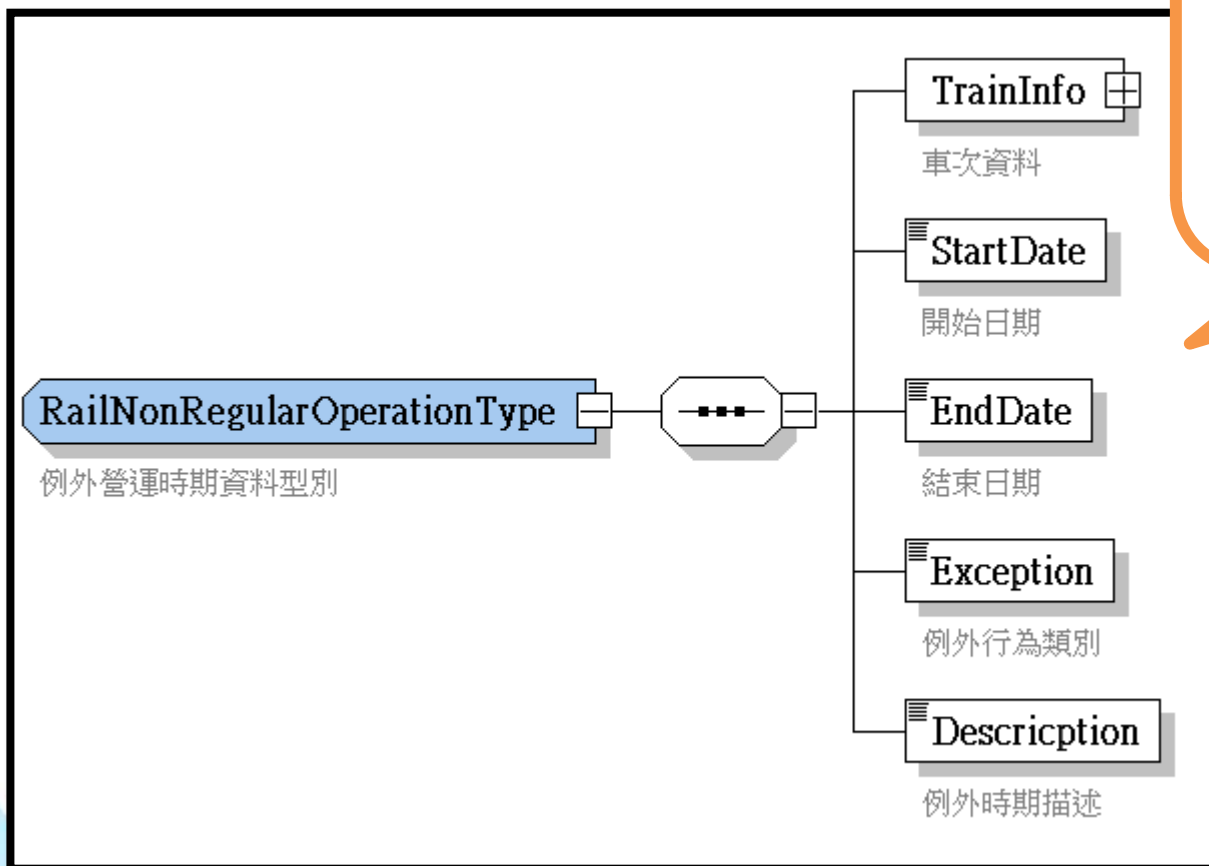 TrainInfo
車次資料
StartDate
開始日期
RailNonRegularOperationType
例外營運時期資料型別
EndDate
結束日期
Exception
例外行為類別
Descricption
例外時期描述